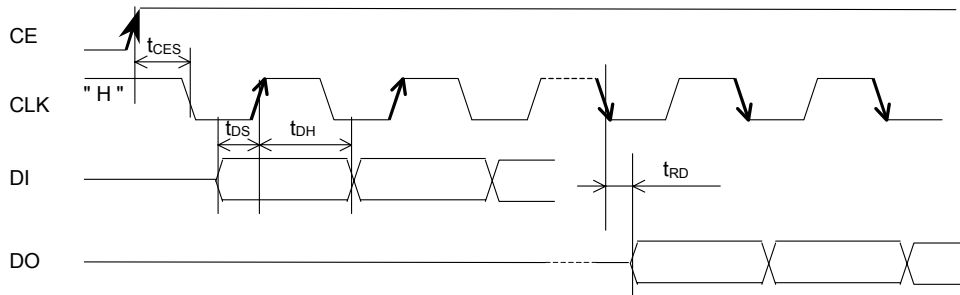 CE
tCES
" H "
CLK
tDS
tDH
DI
tRD
DO